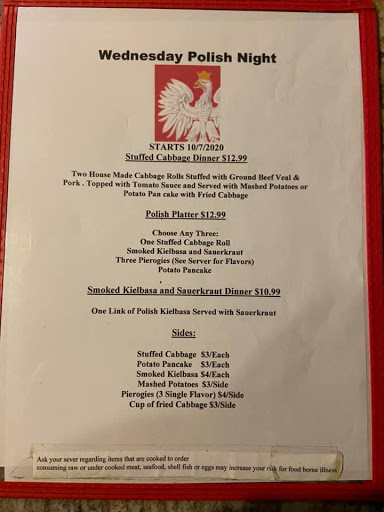 Wednesday Polish Night
STARTS 10/7/2020
Stuffed Cabbage Dinner $12.99
Two House Made Cabbage Rolls Stuffed with Ground Beef Veal &
Pork . Topped with Tomato Sauce and Served with Mashed Potatoes or
Potato Pan cake with Fried Cabbage
Polish Platter $12.99
Choose Any Three:
One Stuffed Cabbage Roll
Smoked Kielbasa and Sauerkraut
Three Pierogies (See Server for Flavors)
Potato Pancake
Smoked Kielbasa and Sauerkraut Dinner $10.99
One Link of Polish Kielbasa Served with Sauerkraut
Sides:
Stuffed Cabbage $3/Each
Potato Pancake $3/Each
Smoked Kielbasa $4/Each
Mashed Potatoes $3/Side
Pierogies (3 Single Flavor) $4/Side
Cup of fried Cabbage $3/Side
Ask your sever regarding items that are cooked to order
consuming raw or under cooked meat, seafood, shell fish or eggs may increase your risk for food borne illness